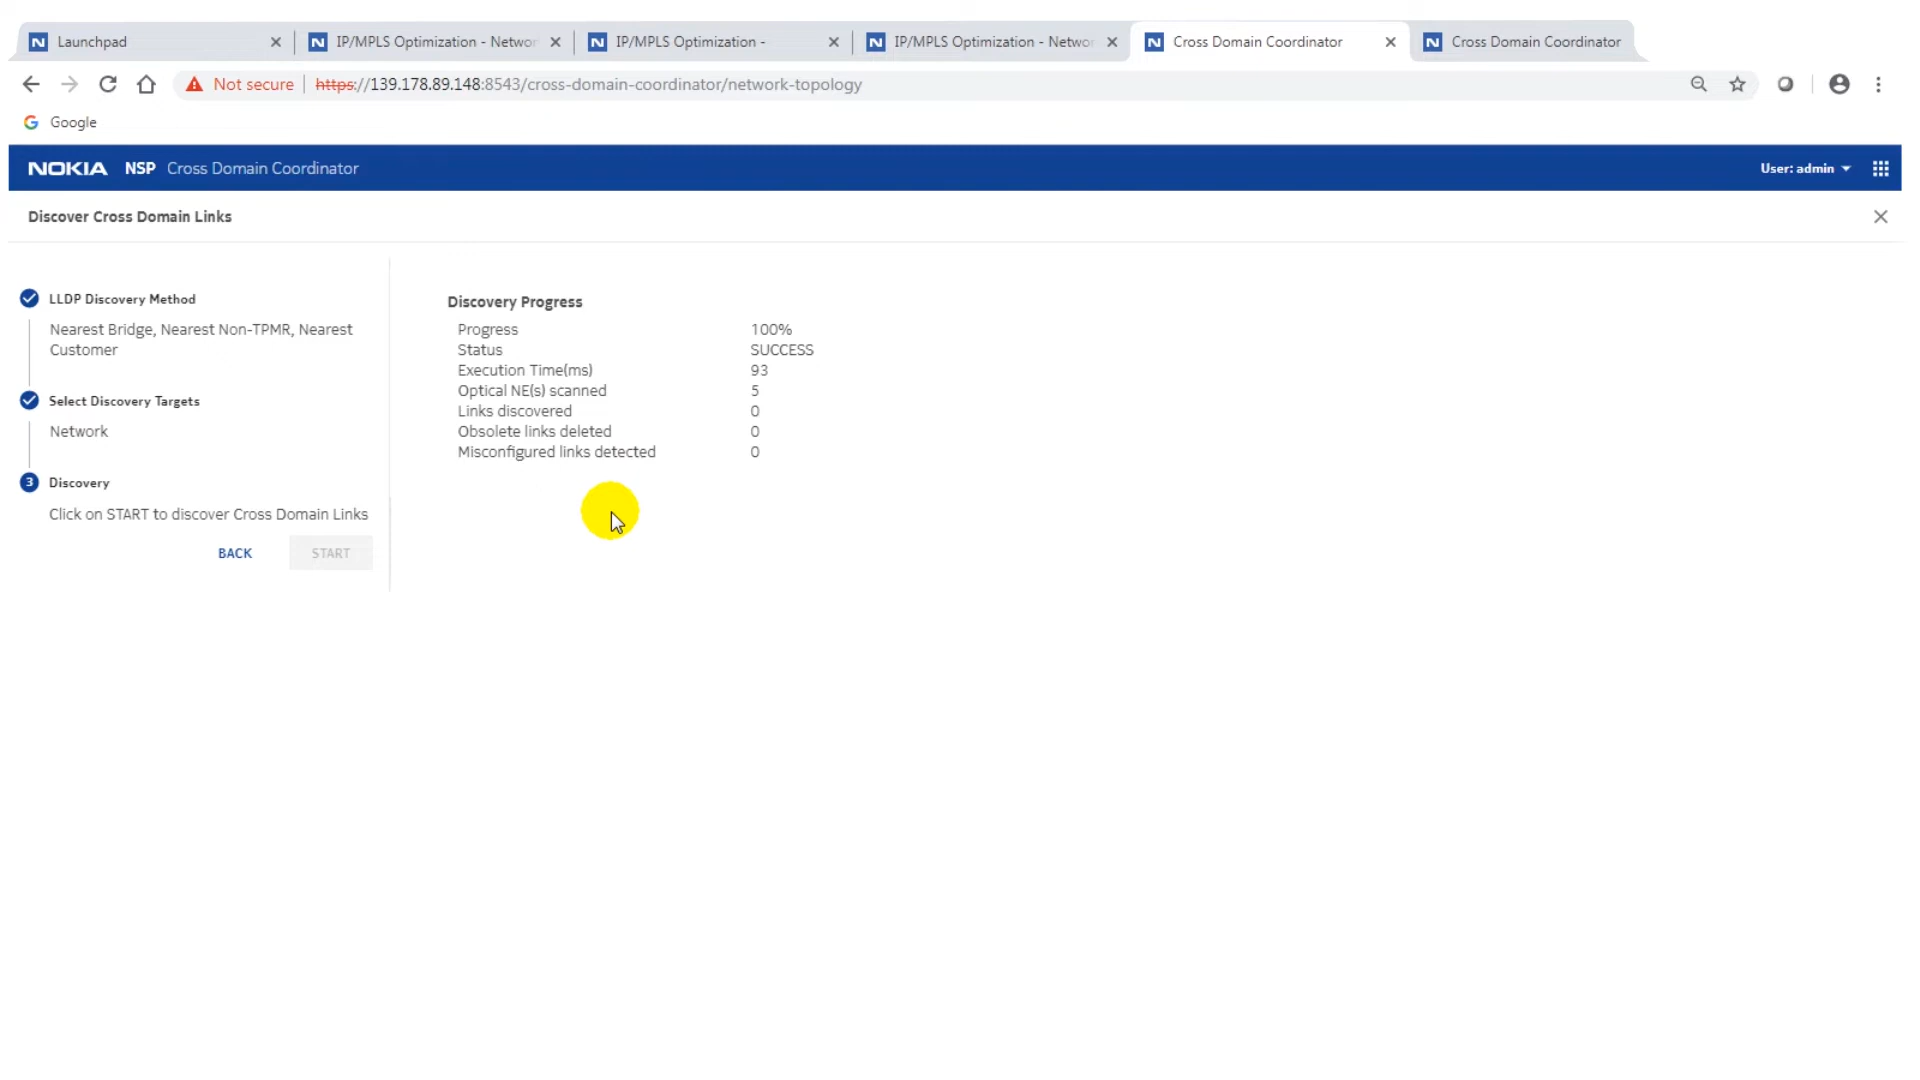 Launchpad
IP/MPLS Optimization - Networ
IP/MPLS Optimization -
IP/MPLS Optimization - Networ
Cross Domain Coordinator
Cross Domain Coordinator
Not secure
https://139.178.89.148:8543/cross-domain-coordinator/network-topology
Google
NOKIA NSP Cross Domain Coordinator
User: admin
Discover Cross Domain Links
LLDP Discovery Method
Nearest Bridge, Nearest Non-TPMR, Nearest
Customer
Select Discovery Targets
Network
3 Discovery
Click on START to discover Cross Domain Links
BACK START
Discovery Progress
Progress 100%
Status SUCCESS
Execution Time(ms) 93
Optical NE(s) scanned 5
Links discovered 0
Obsolete links deleted 0
Misconfigured links detected 0